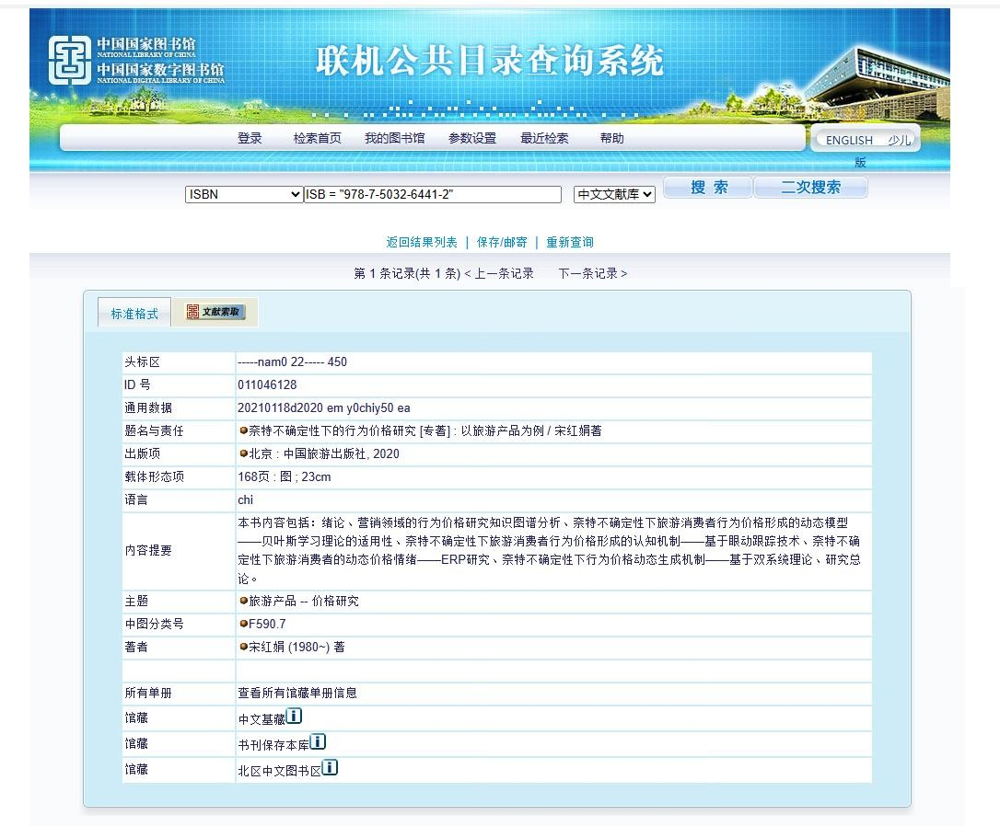 中国国家图书馆
NATIONAL LIBRARY OF CHINA
中国国家数字图书馆
NATIONAL DIGITAL LIBRARY OF CHINA
联机公共目录查询系统
登录 检索首页 我的图书馆 参数设置 最近检索 帮助 ENGLISH 少儿
版
ISBN ISB = "978-7-5032-6441-2" 中文文献库 搜 索 二次搜索
返回结果列表 | 保存/邮寄 | 重新查询
第 1 条记录(共 1 条) < 上一条记录 下一条记录 >
标准格式 文献索取
头标区 -----nam0 22----- 450
ID 号 011046128
通用数据 20210118d2020 em y0chiy50 ea
题名与责任 奈特不确定性下的行为价格研究 [专著] : 以旅游产品为例 / 宋红娟著
出版项 北京 : 中国旅游出版社, 2020
载体形态项 168页 : 图 ; 23cm
语言 chi
内容提要 本书内容包括：绪论、营销领域的行为价格研究知识图谱分析、奈特不确定性下旅游消费者行为价格形成的动态模型
——贝叶斯学习理论的适用性、奈特不确定性下旅游消费者行为价格形成的认知机制——基于眼动跟踪技术、奈特不确
定性下旅游消费者的动态价格情绪——ERP研究、奈特不确定性下行为价格动态生成机制——基于双系统理论、研究总
论。
主题 旅游产品 -- 价格研究
中图分类号 F590.7
著者 宋红娟 (1980~) 著
所有单册 查看所有馆藏单册信息
馆藏 中文基藏
馆藏 书刊保存本库
馆藏 北区中文图书区